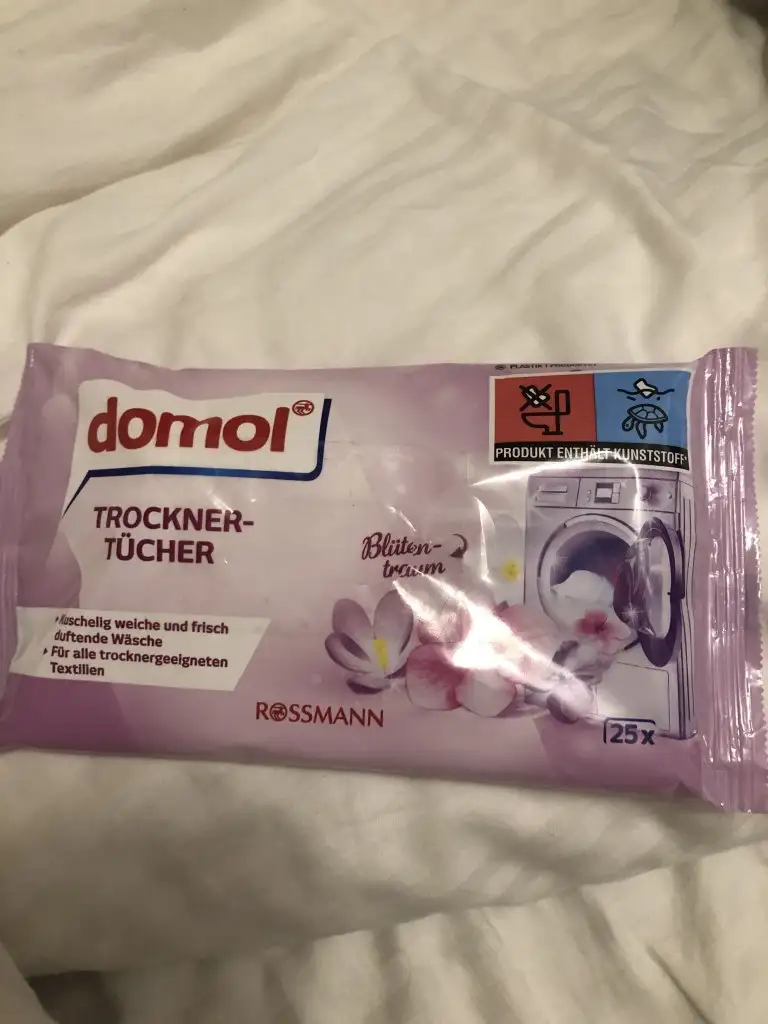 domol
TROCKNER-
TÜCHER
PRODUKT ENTHÄLT KUNSTSTOFF
Blüten-
traum
Kuschelig weiche und frisch
duftende Wäsche
Für alle trocknergeeigneten
Textilien
ROSSMANN
25x